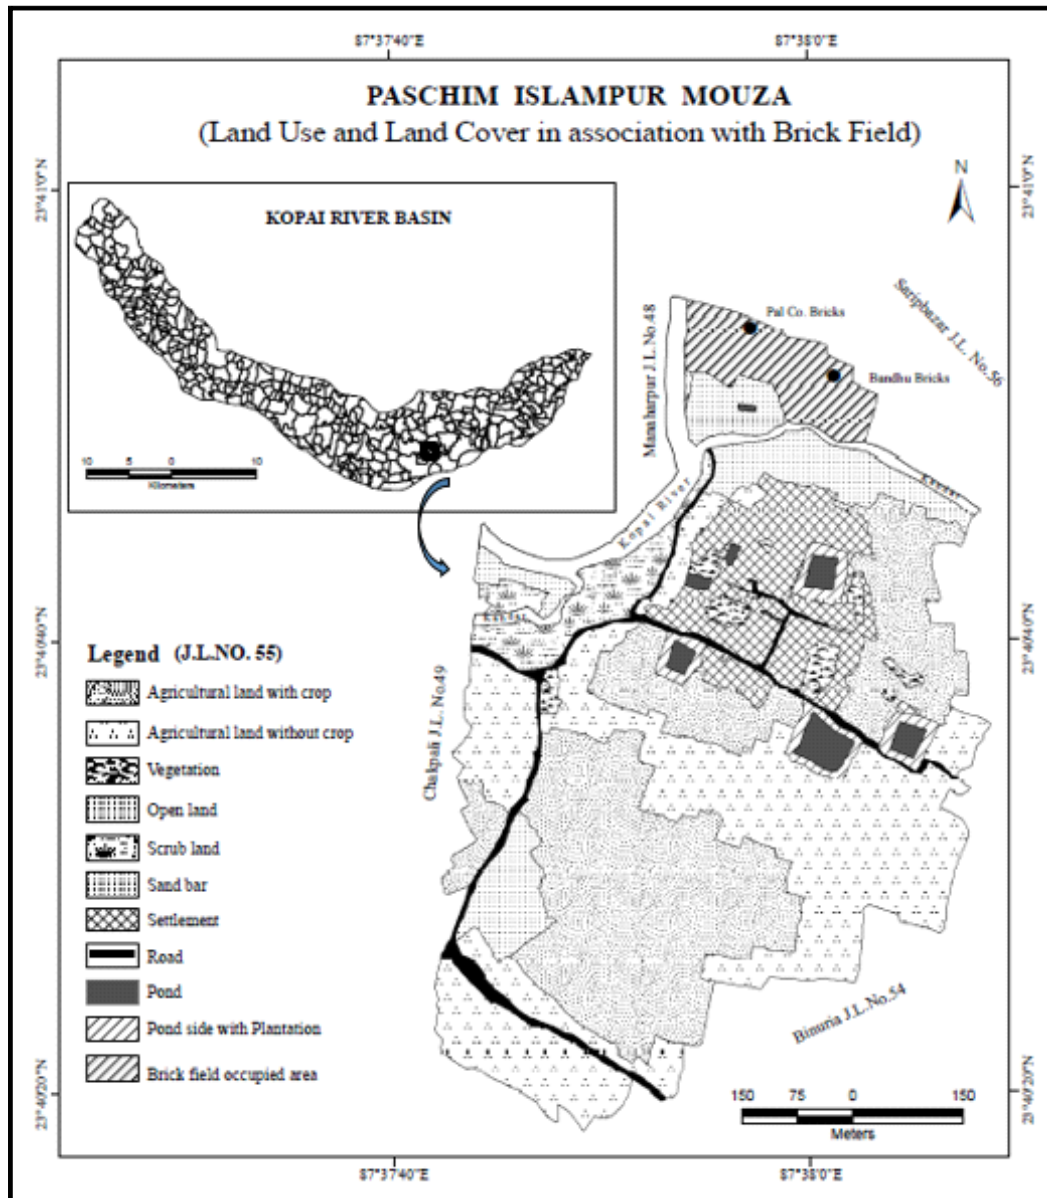 87°37'40"E 87°38'0"E
PASCHIM ISLAMPUR MOUZA
(Land Use and Land Cover in association with Brick Field)
23°41'0"N
23°41'0"N
N
KOPAI RIVER BASIN
10 5 0 10
Kilometers
Saripbazar J.L. No.56
Pal Co. Bricks
Bandhu Bricks
Manaharpur J.L.No.48
Kopai River
23°40'40"N
23°40'40"N
Chakpali J.L. No.49
Binuria J.L.No.54
Legend (J.L.NO. 55)
Agricultural land with crop
Agricultural land without crop
Vegetation
Open land
Scrub land
Sand bar
Settlement
Road
Pond
Pond side with Plantation
Brick field occupied area
23°40'20"N
23°40'20"N
150 75 0 150
Meters
87°37'40"E 87°38'0"E